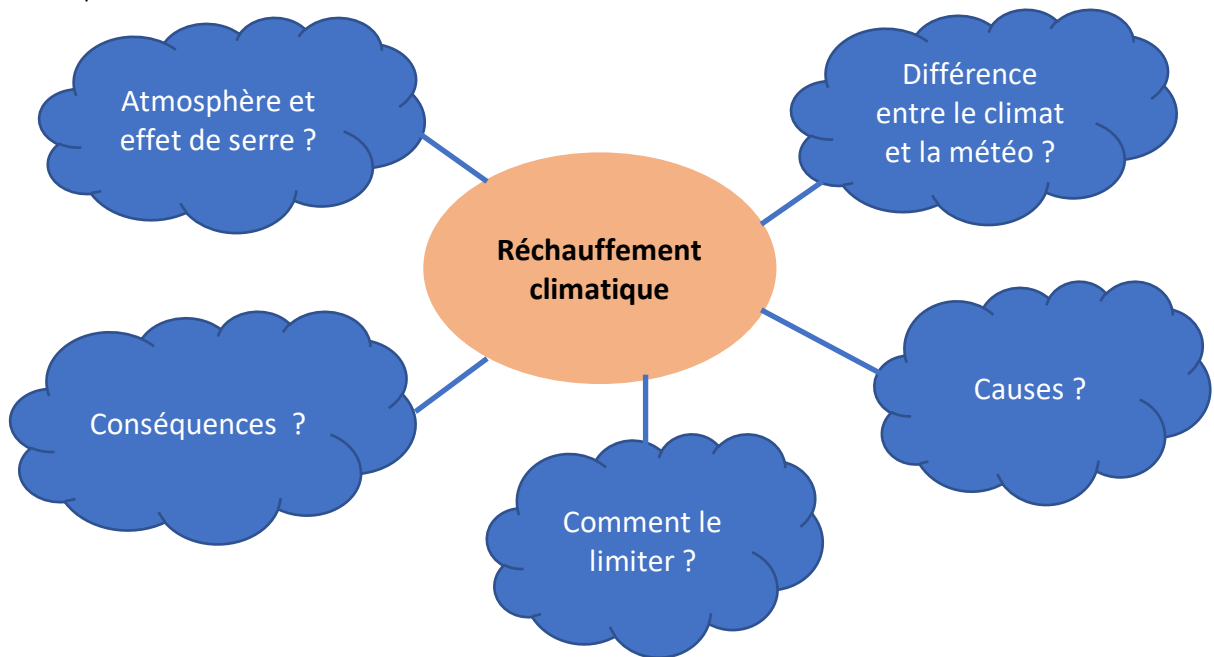 Atmosphère et
effet de serre ?
Différence
entre le climat
et la météo ?
Réchauffement
climatique
Conséquences  ?
Causes ?
Comment le
limiter ?